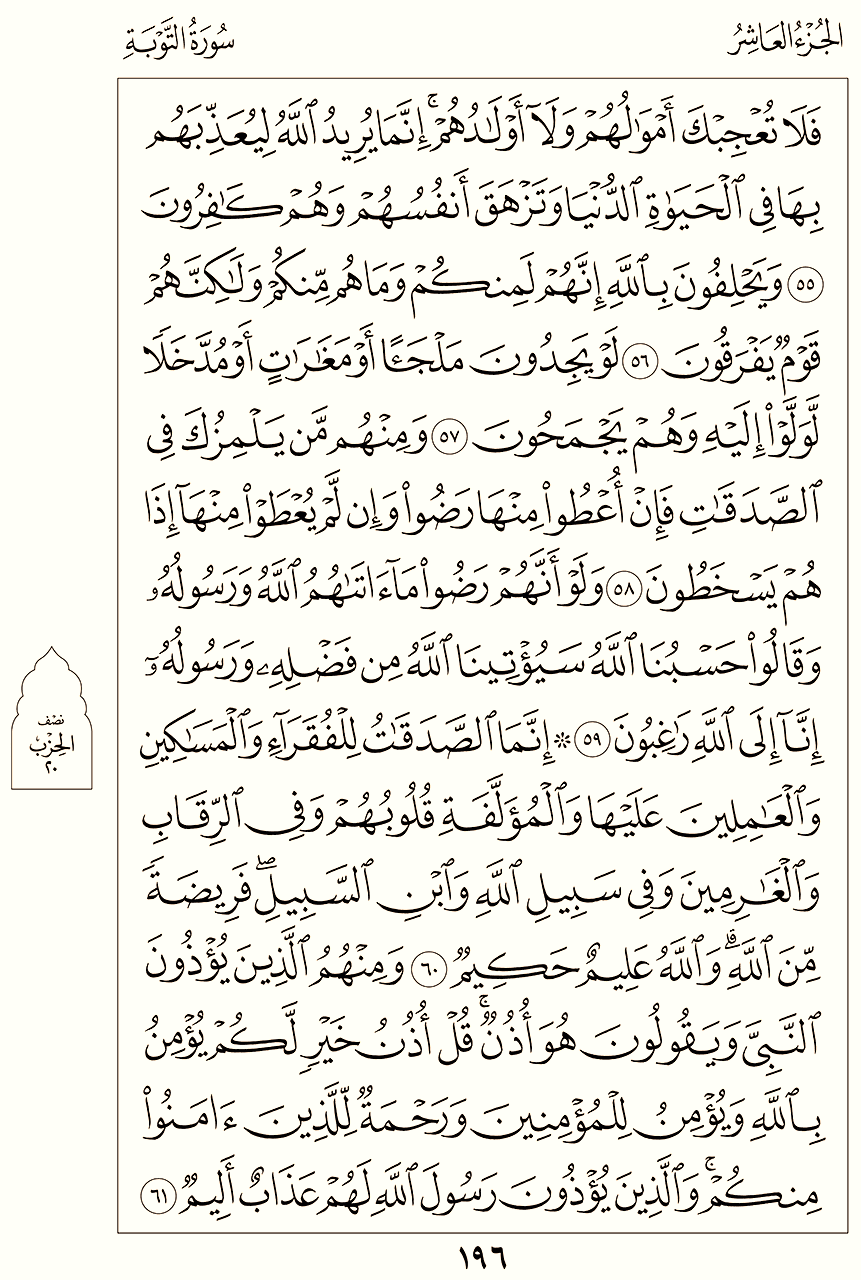 الجُزْءُ العَاشِرُ
سُورَةُ التَّوْبَةِ
فَلَا تُعۡجِبۡكَ أَمۡوَٰلُهُمۡ وَلَآ أَوۡلَٰدُهُمۡۚ إِنَّمَا يُرِيدُ ٱللَّهُ لِيُعَذِّبَهُم
بِهَا فِي ٱلۡحَيَوٰةِ ٱلدُّنۡيَا وَتَزۡهَقَ أَنفُسُهُمۡ وَهُمۡ كَٰفِرُونَ
٥٥ وَيَحۡلِفُونَ بِٱللَّهِ إِنَّهُمۡ لَمِنكُمۡ وَمَا هُم مِّنكُمۡ وَلَٰكِنَّهُمۡ
قَوۡمٞ يَفۡرَقُونَ ٥٦ لَوۡ يَجِدُونَ مَلۡجَـًٔا أَوۡ مَغَٰرَٰتٍ أَوۡ مُدَّخَلٗا
لَّوَلَّوۡاْ إِلَيۡهِ وَهُمۡ يَجۡمَحُونَ ٥٧ وَمِنۡهُم مَّن يَلۡمِزُكَ فِي
ٱلصَّدَقَٰتِ فَإِنۡ أُعۡطُواْ مِنۡهَا رَضُواْ وَإِن لَّمۡ يُعۡطَوۡاْ مِنۡهَآ إِذَا
هُمۡ يَسۡخَطُونَ ٥٨ وَلَوۡ أَنَّهُمۡ رَضُواْ مَآ ءَاتَىٰهُمُ ٱللَّهُ وَرَسُولُهُۥ
وَقَالُواْ حَسۡبُنَا ٱللَّهُ سَيُؤۡتِينَا ٱللَّهُ مِن فَضۡلِهِۦ وَرَسُولُهُۥٓ
إِنَّآ إِلَى ٱللَّهِ رَٰغِبُونَ ٥٩ ۞ إِنَّمَا ٱلصَّدَقَٰتُ لِلۡفُقَرَآءِ وَٱلۡمَسَٰكِينِ
وَٱلۡعَٰمِلِينَ عَلَيۡهَا وَٱلۡمُؤَلَّفَةِ قُلُوبُهُمۡ وَفِي ٱلرِّقَابِ
وَٱلۡغَٰرِمِينَ وَفِي سَبِيلِ ٱللَّهِ وَٱبۡنِ ٱلسَّبِيلِۖ فَرِيضَةٗ
مِّنَ ٱللَّهِۗ وَٱللَّهُ عَلِيمٌ حَكِيمٞ ٦٠ وَمِنۡهُمُ ٱلَّذِينَ يُؤۡذُونَ
ٱلنَّبِيَّ وَيَقُولُونَ هُوَ أُذُنٞۚ قُلۡ أُذُنُ خَيۡرٖ لَّكُمۡ يُؤۡمِنُ
بِٱللَّهِ وَيُؤۡمِنُ لِلۡمُؤۡمِنِينَ وَرَحۡمَةٞ لِّلَّذِينَ ءَامَنُواْ
مِنكُمۡۚ وَٱلَّذِينَ يُؤۡذُونَ رَسُولَ ٱللَّهِ لَهُمۡ عَذَابٌ أَلِيمٞ ٦١
نصف
الحِزْب
٢٠
١٩٦